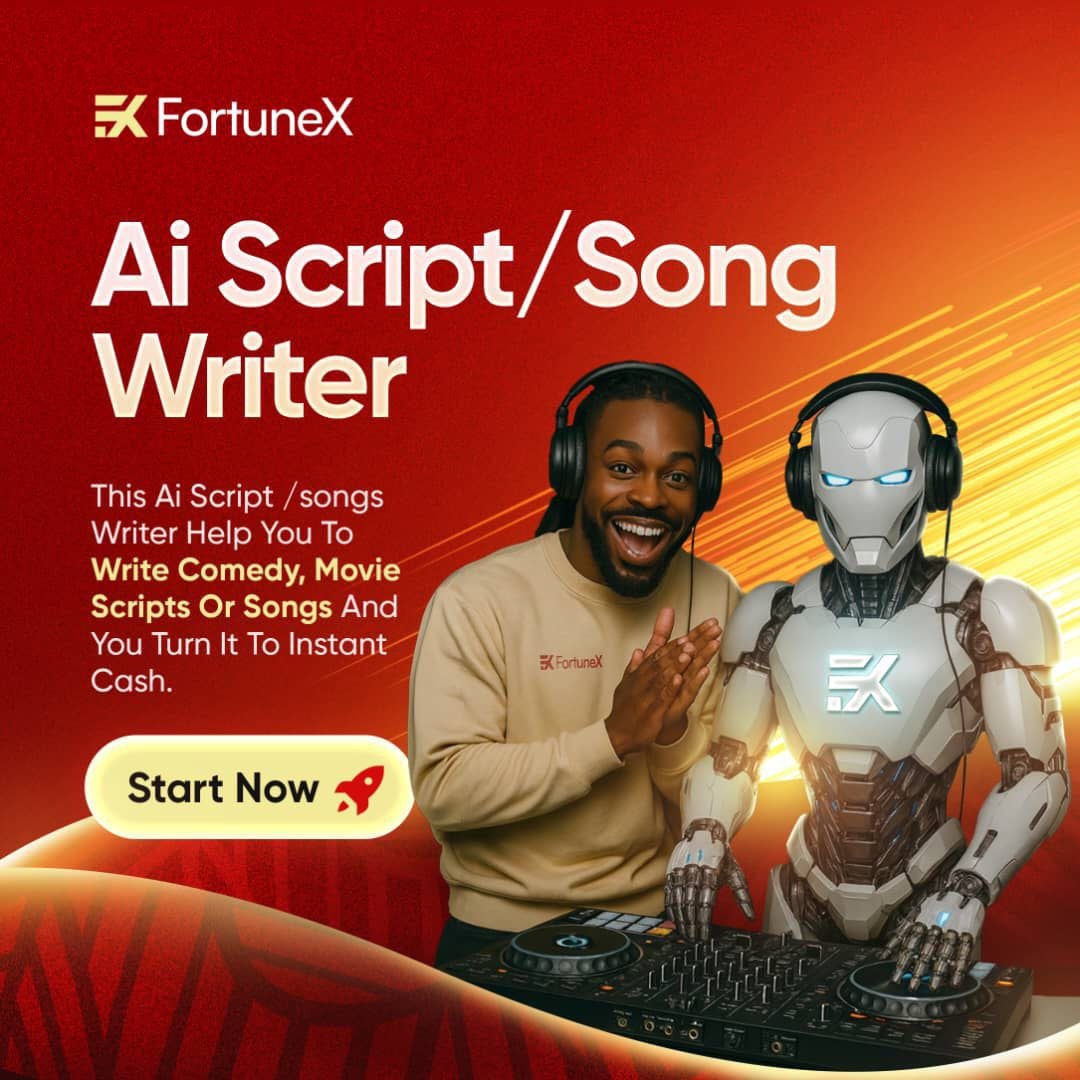 FortuneX
Ai Script/Song
Writer
This Ai Script /songs
Writer Help You To
Write Comedy, Movie
Scripts Or Songs And
You Turn It To Instant
Cash.
Start Now
FortuneX